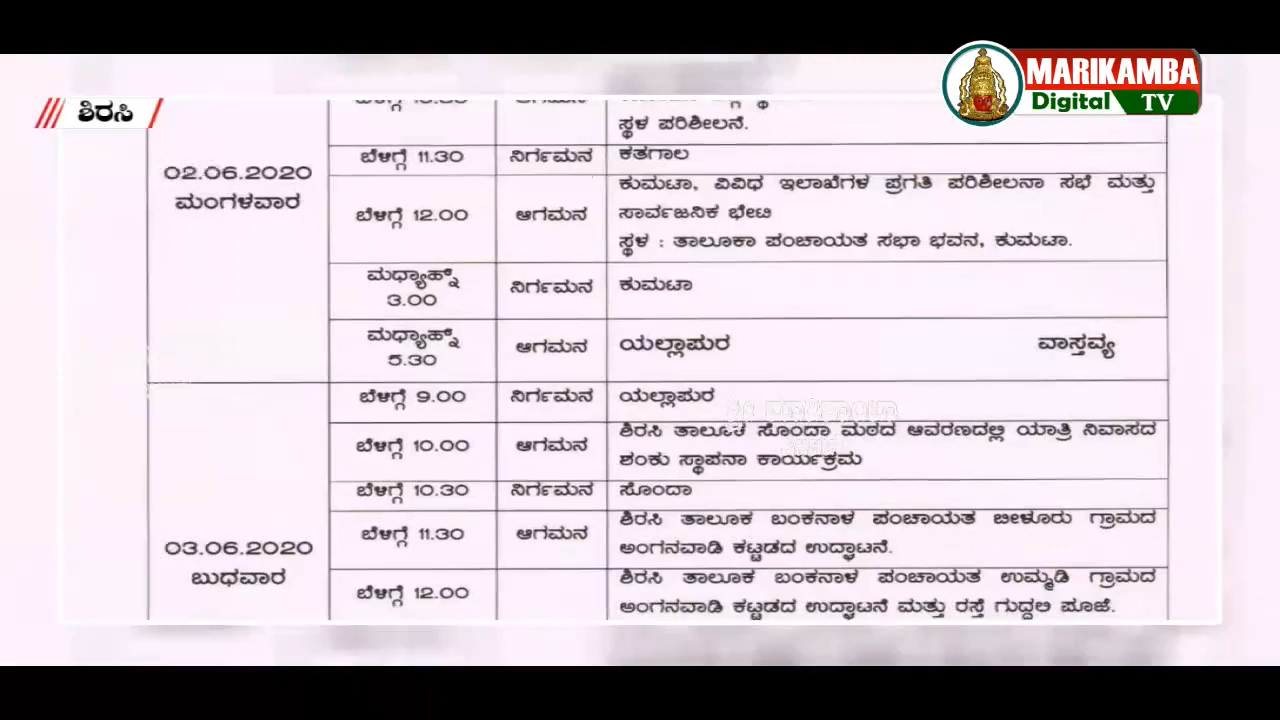 MARIKAMBA
Digital TV
ಶಿರಸಿ
ಸ್ಥಳ ಪರಿಶೀಲನೆ.
02.06.2020
ಮಂಗಳವಾರ
ಬೆಳಗ್ಗೆ 11.30 ನಿರ್ಗಮನ ಕತಗಾಲ
ಬೆಳಗ್ಗೆ 12.00 ಆಗಮನ
ಕುಮಟಾ, ವಿವಿಧ ಇಲಾಖೆಗಳ ಪ್ರಗತಿ ಪರಿಶೀಲನಾ ಸಭೆ ಮತ್ತು
ಸಾರ್ವಜನಿಕ ಭೇಟಿ
ಸ್ಥಳ : ತಾಲೂಕಾ ಪಂಚಾಯತ ಸಭಾ ಭವನ, ಕುಮಟಾ.
ಮಧ್ಯಾಹ್ನ್
3.00
ನಿರ್ಗಮನ ಕುಮಟಾ
ಮಧ್ಯಾಹ್ನ್
5.30
ಆಗಮನ ಯಲ್ಲಾಪುರ ವಾಸ್ತವ್ಯ
03.06.2020
ಬುಧವಾರ
ಬೆಳಗ್ಗೆ 9.00 ನಿರ್ಗಮನ ಯಲ್ಲಾಪುರ
ಬೆಳಗ್ಗೆ 10.00 ಆಗಮನ
ಶಿರಸಿ ತಾಲೂಕ ಸೊಂದಾ ಮಠದ ಆವರಣದಲ್ಲಿ ಯಾತ್ರಿ ನಿವಾಸದ
ಶಂಕು ಸ್ಥಾಪನಾ ಕಾರ್ಯಕ್ರಮ
ಬೆಳಗ್ಗೆ 10.30 ನಿರ್ಗಮನ ಸೊಂದಾ
ಬೆಳಗ್ಗೆ 11.30 ಆಗಮನ
ಶಿರಸಿ ತಾಲೂಕ ಬಂಕನಾಳ ಪಂಚಾಯತ ಬೀಳೂರು ಗ್ರಾಮದ
ಅಂಗನವಾಡಿ ಕಟ್ಟಡದ ಉದ್ಘಾಟನೆ.
ಬೆಳಗ್ಗೆ 12.00
ಶಿರಸಿ ತಾಲೂಕ ಬಂಕನಾಳ ಪಂಚಾಯತ ಉಮ್ಮಡಿ ಗ್ರಾಮದ
ಅಂಗನವಾಡಿ ಕಟ್ಟಡದ ಉದ್ಘಾಟನೆ ಮತ್ತು ರಸ್ತೆ ಗುದ್ದಲಿ ಪೂಜೆ.